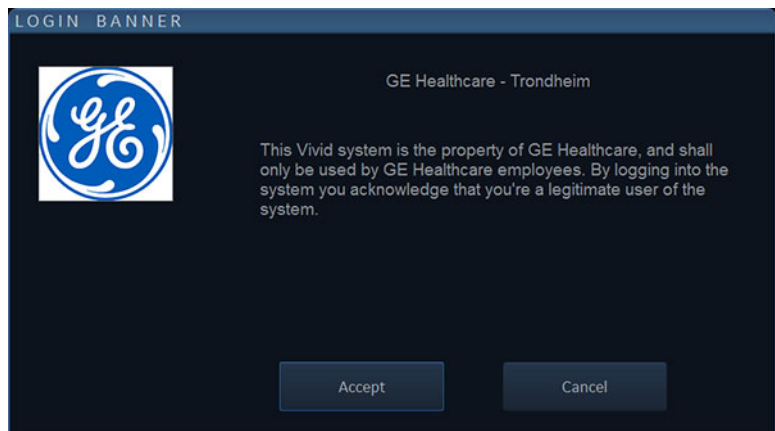 LOGIN BANNER
GE
GE Healthcare - Trondheim
This Vivid system is the property of GE Healthcare, and shall
only be used by GE Healthcare employees. By logging into the
system you acknowledge that you're a legitimate user of the
system.
Accept
Cancel